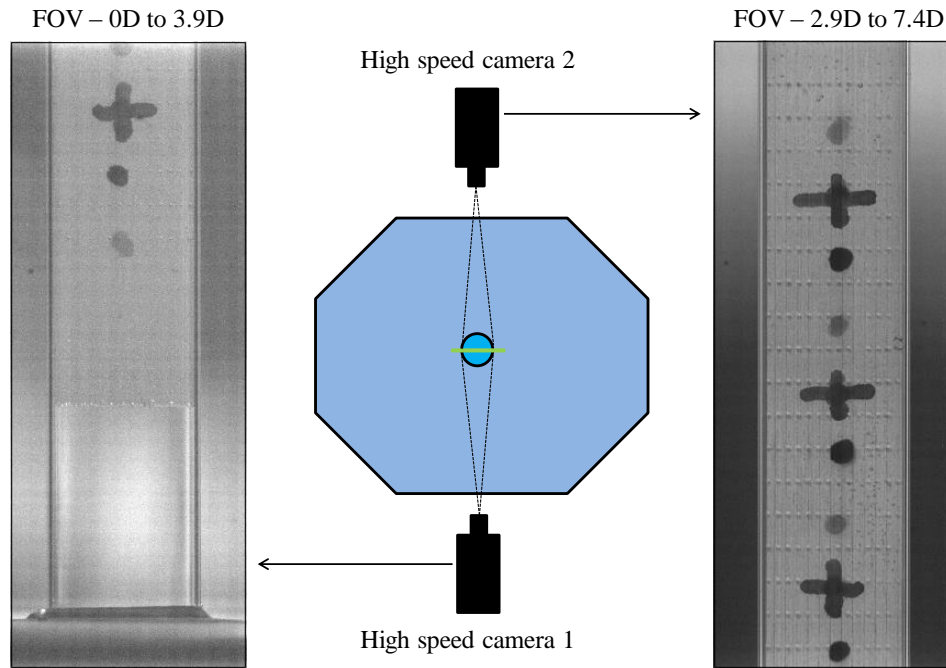 FOV – 0D to 3.9D
FOV – 2.9D to 7.4D
High speed camera 2
High speed camera 1